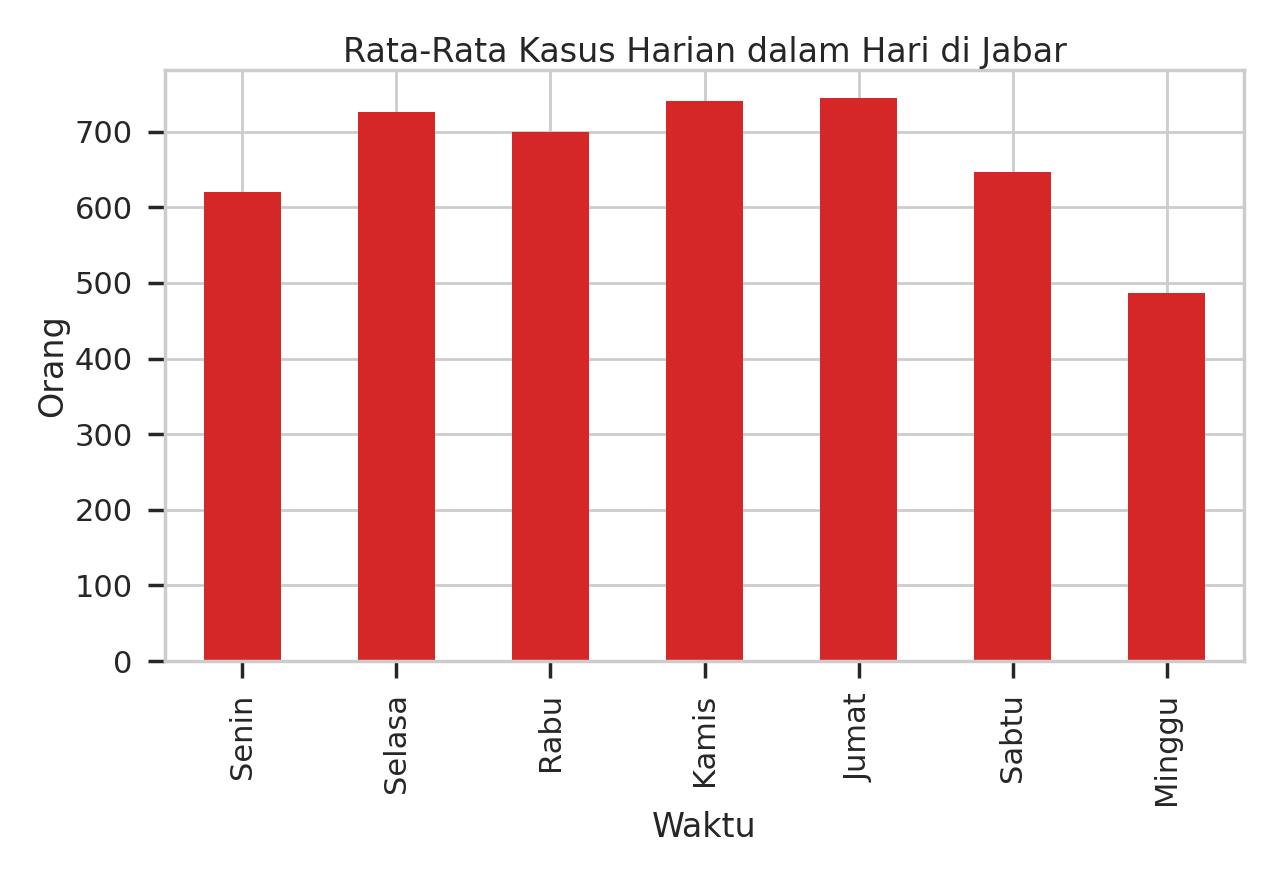 Rata-Rata Kasus Harian dalam Hari di Jabar
700
600
500
400
300
200
100
0
Orang
Senin
Selasa
Rabu
Kamis
Jumat
Sabtu
Minggu
Waktu